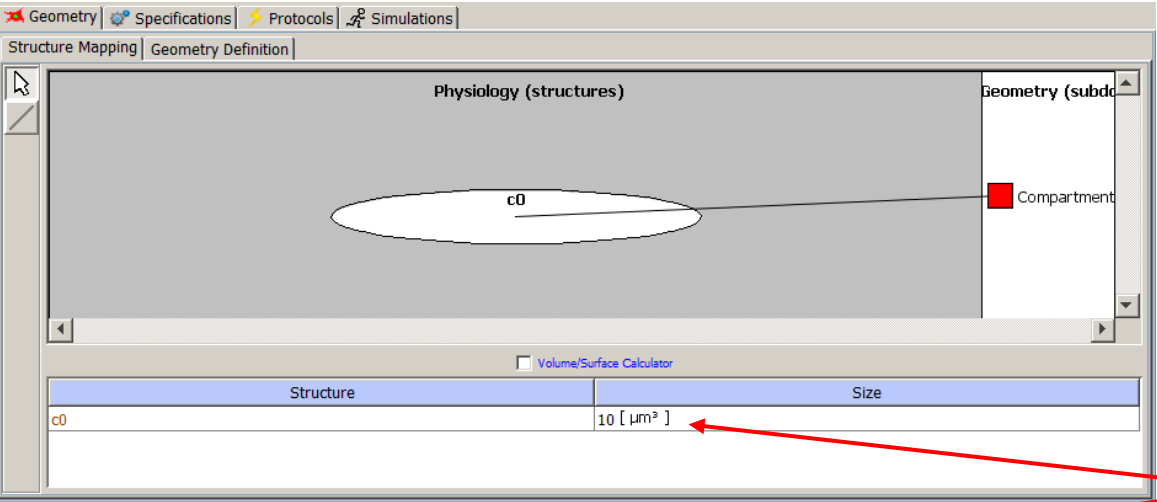 Geometry Specifications Protocols Simulations
Structure Mapping Geometry Definition
Physiology (structures)
Geometry (subdo
c0
Compartment
Volume/Surface Calculator
Structure Size
c0 10 [ µm³ ]